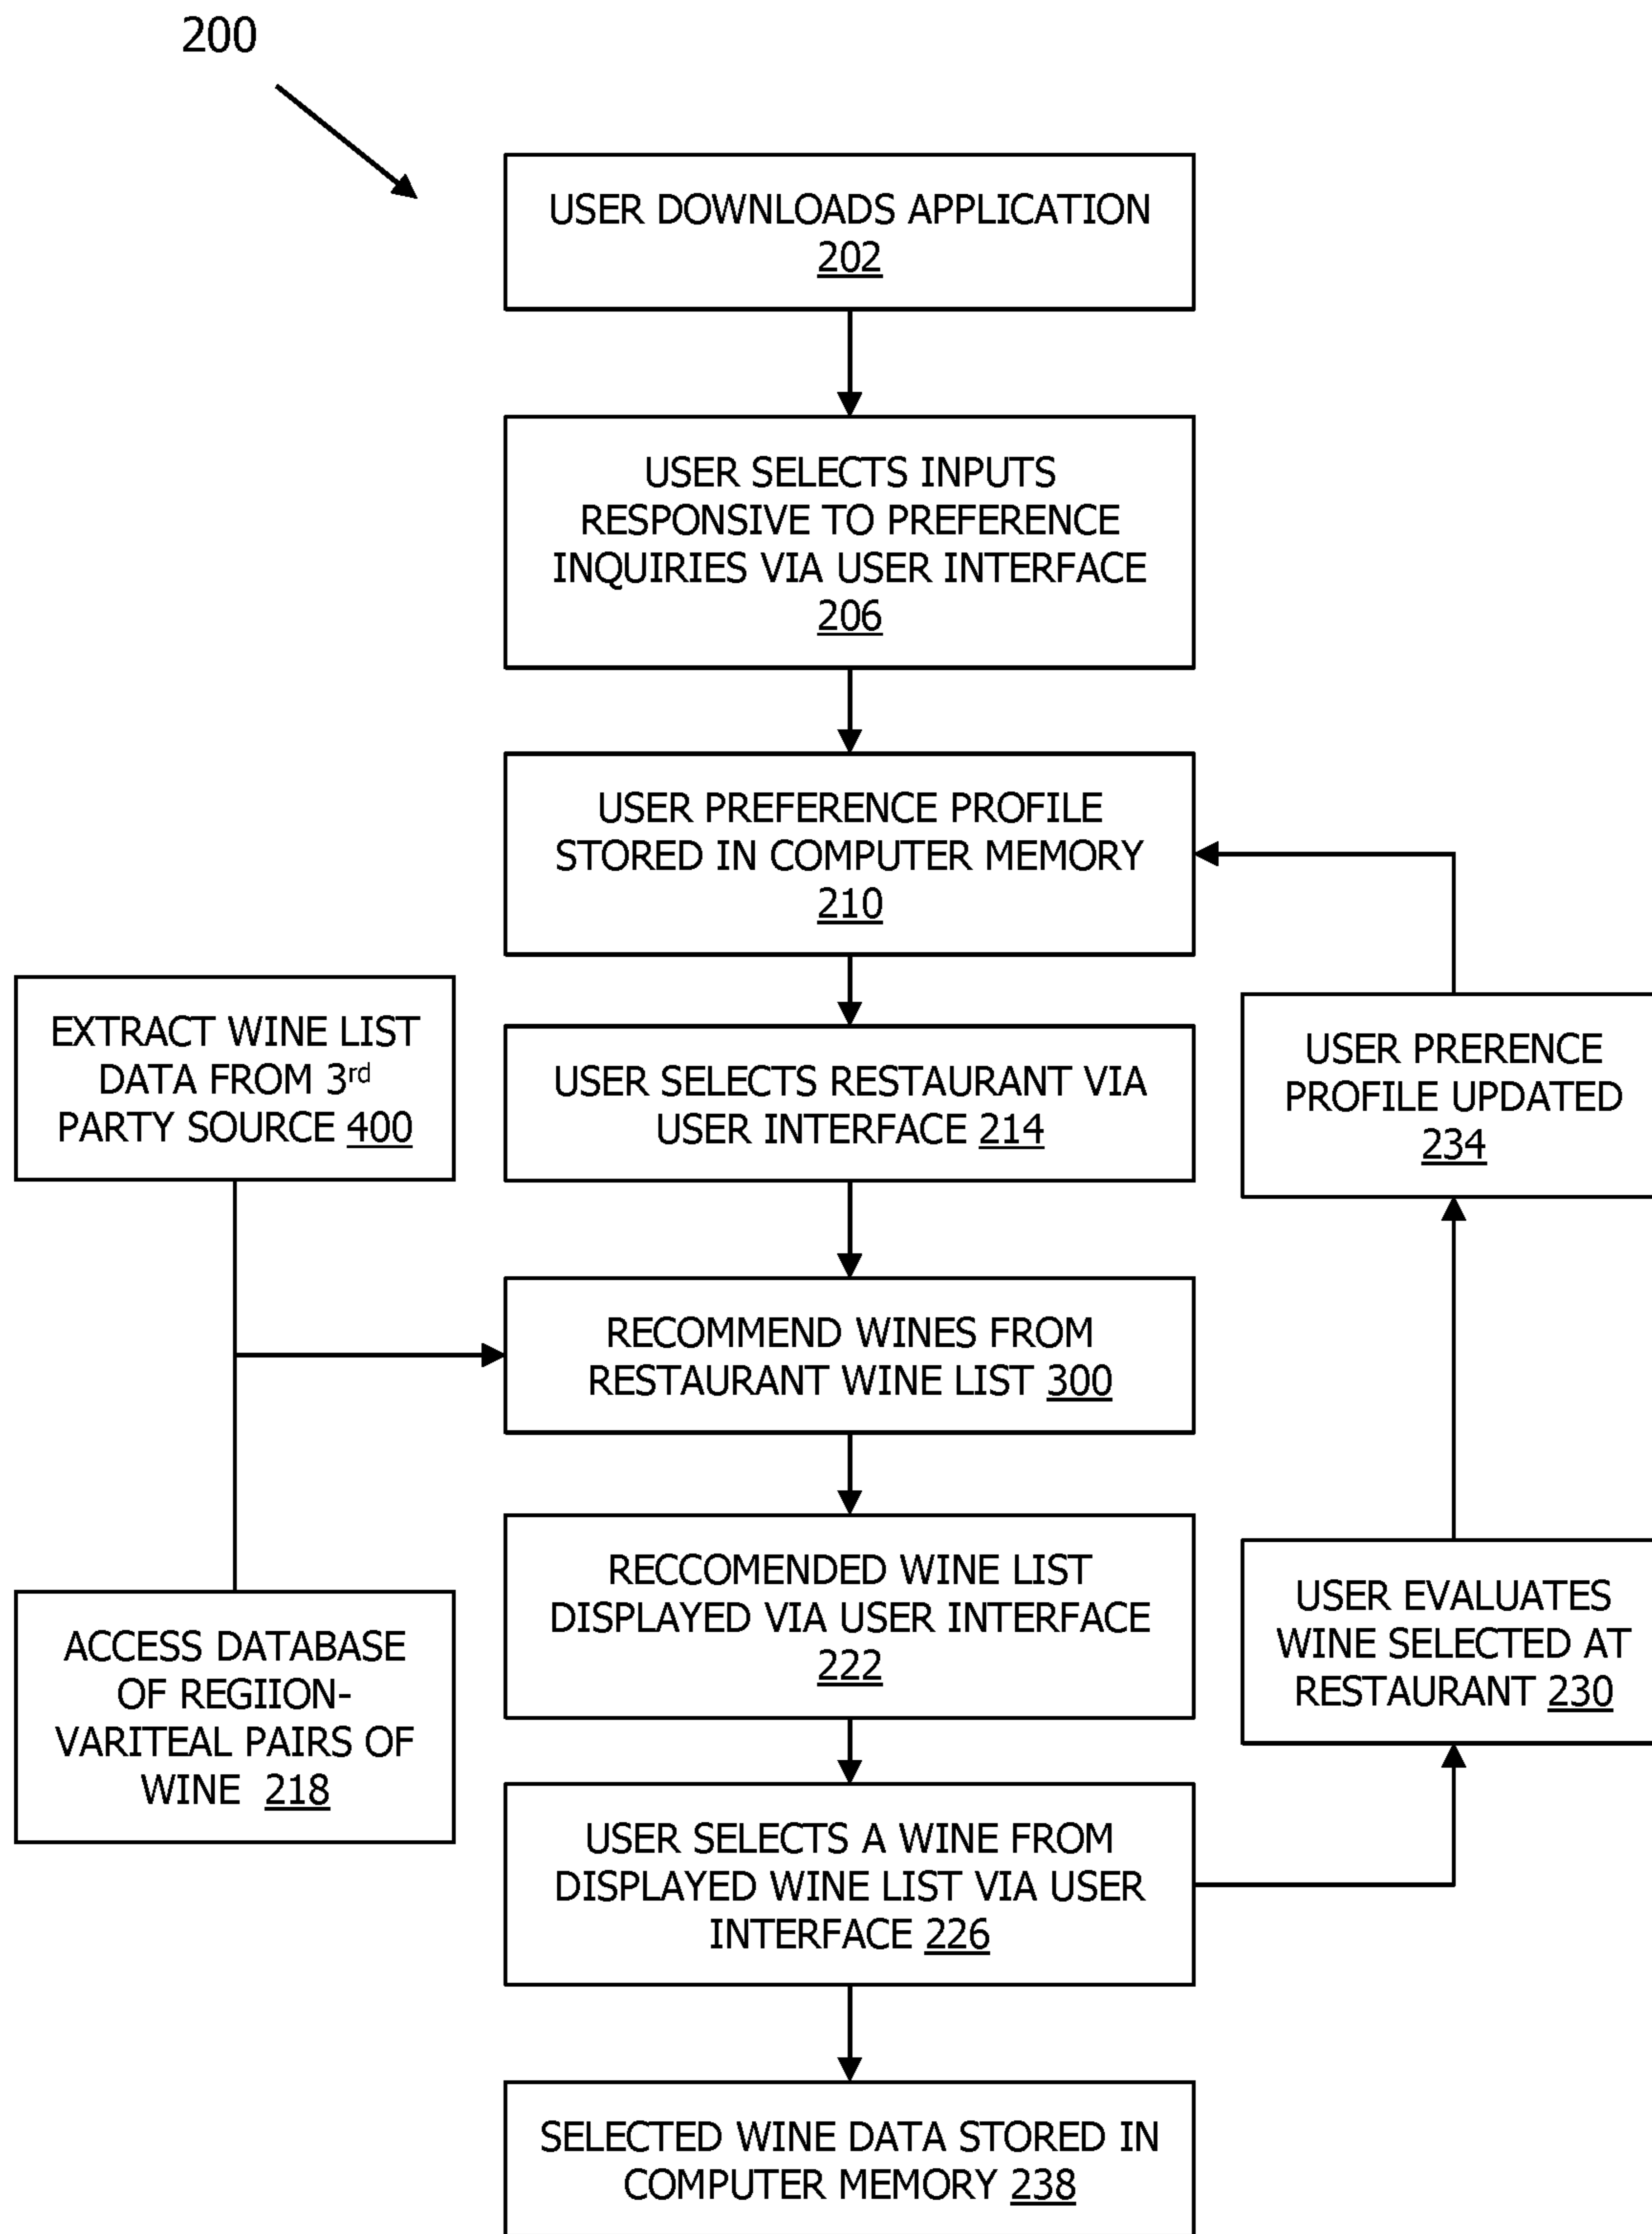 200
USER DOWNLOADS APPLICATION
202
USER SELECTS INPUTS
RESPONSIVE TO PREFERENCE
INQUIRIES VIA USER INTERFACE
206
USER PREFERENCE PROFILE
STORED IN COMPUTER MEMORY
210
EXTRACT WINE LIST
DATA FROM 3rd
PARTY SOURCE 400
USER SELECTS RESTAURANT VIA
USER INTERFACE 214
USER PRERENCE
PROFILE UPDATED
234
RECOMMEND WINES FROM
RESTAURANT WINE LIST 300
RECCOMENDED WINE LIST
DISPLAYED VIA USER INTERFACE
222
ACCESS DATABASE
OF REGIION-
VARITEAL PAIRS OF
WINE 218
USER EVALUATES
WINE SELECTED AT
RESTAURANT 230
USER SELECTS A WINE FROM
DISPLAYED WINE LIST VIA USER
INTERFACE 226
SELECTED WINE DATA STORED IN
COMPUTER MEMORY 238